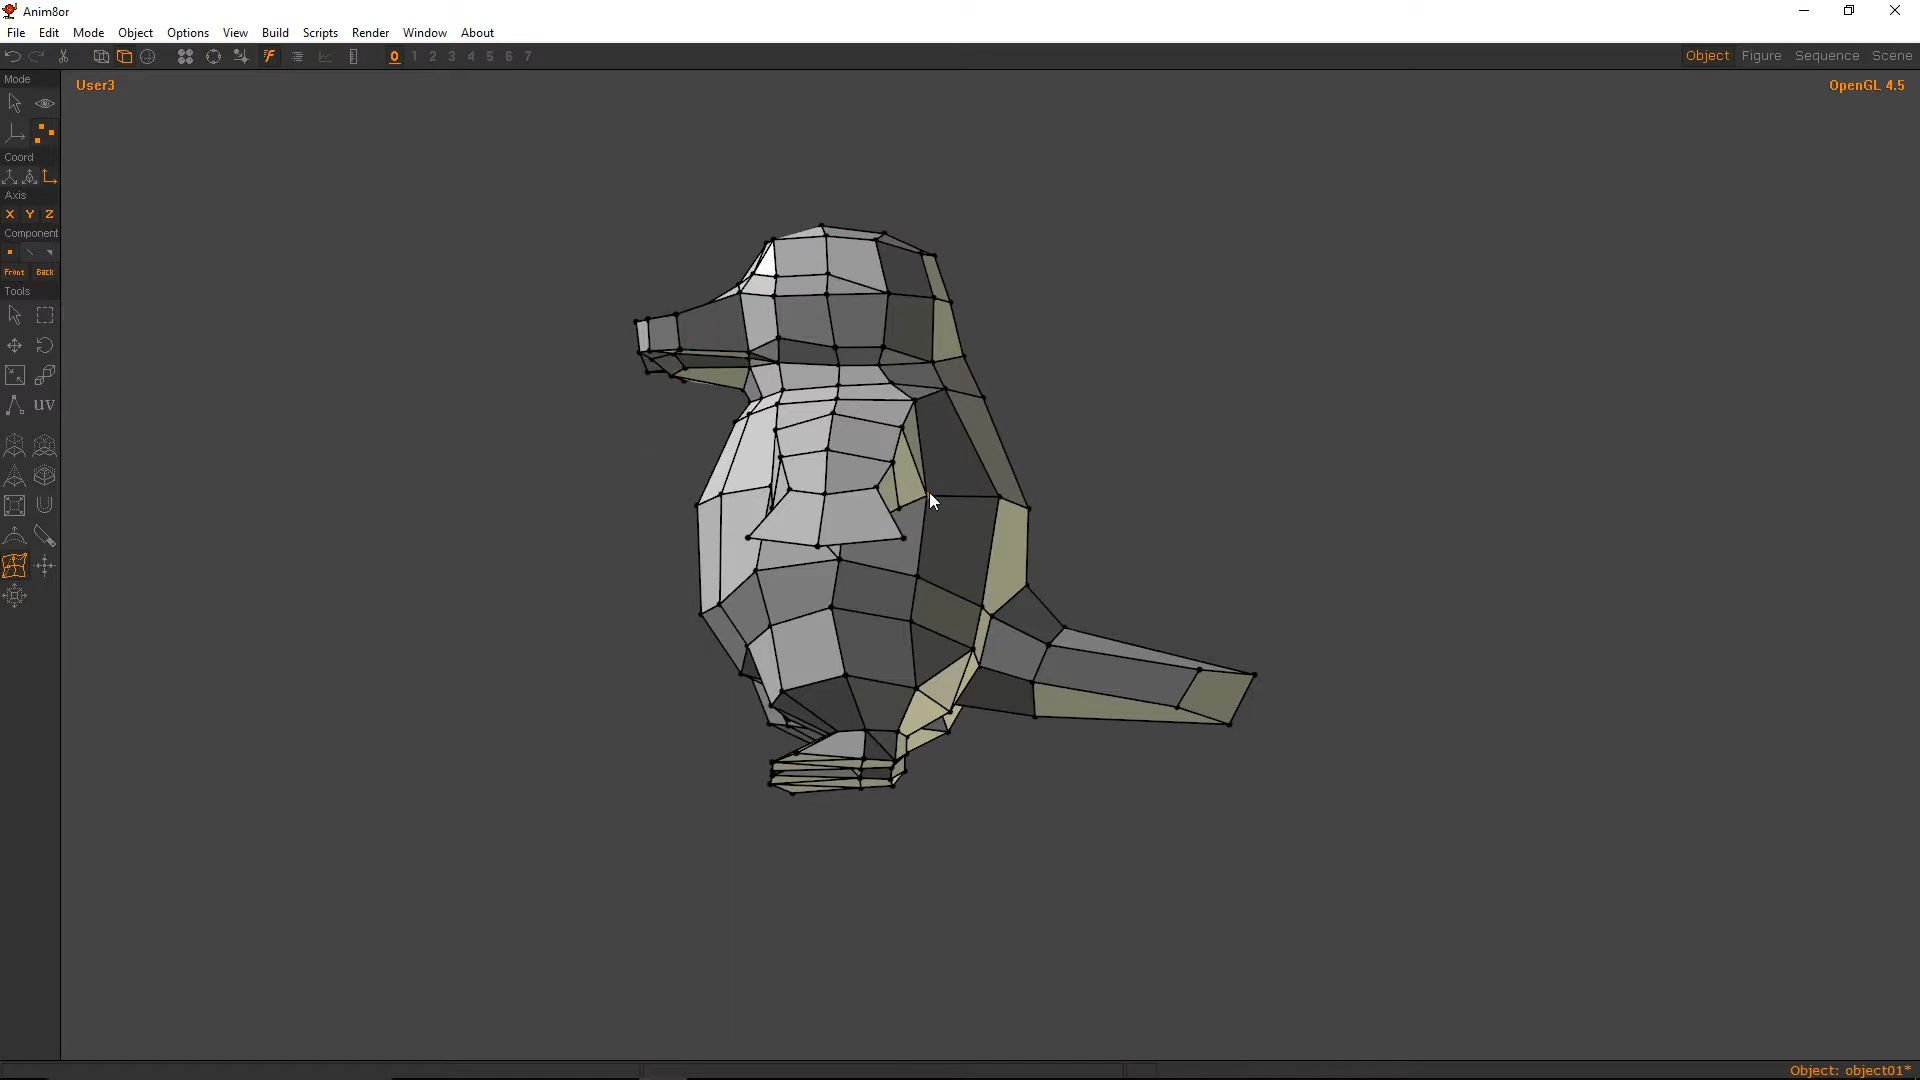 Anim8or
File Edit Mode Object Options View Build Scripts Render Window About
0 1 2 3 4 5 6 7
Object Figure Sequence Scene
Mode
User3
OpenGL 4.5
Coord
Axis
X Y Z
Component
Front Back
Tools
UV
Object: object01*